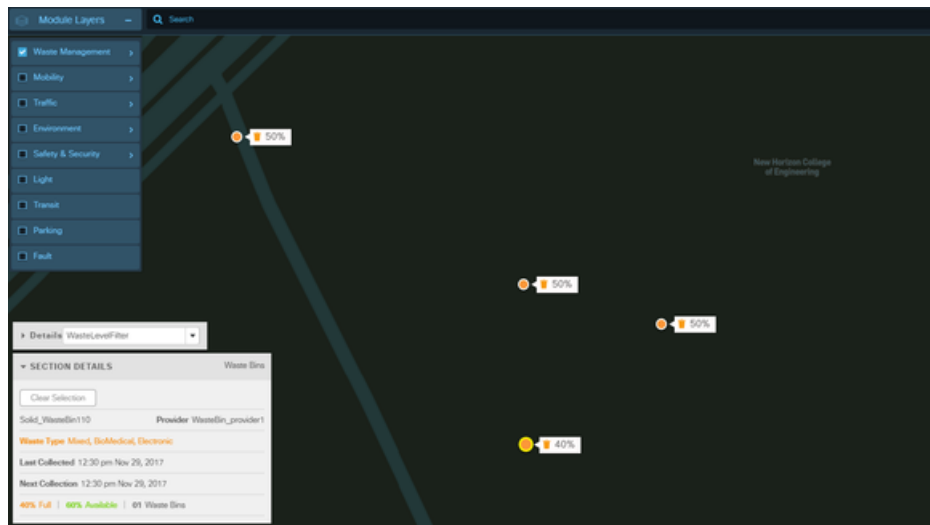 Module Layers –
Search
Waste Management
Mobility
Traffic
Environment
Safety & Security
Light
Transit
Parking
Fault
50%
New Horizon College
of Engineering
50%
50%
40%
Details WasteLevelFilter
SECTION DETAILS Waste Bins
Clear Selection
Solid_WasteBin110 Provider WasteBin_provider1
Waste Type Mixed, BioMedical, Electronic
Last Collected 12:30 pm Nov 29, 2017
Next Collection 12:30 pm Nov 29, 2017
40% Full | 60% Available | 01 Waste Bins